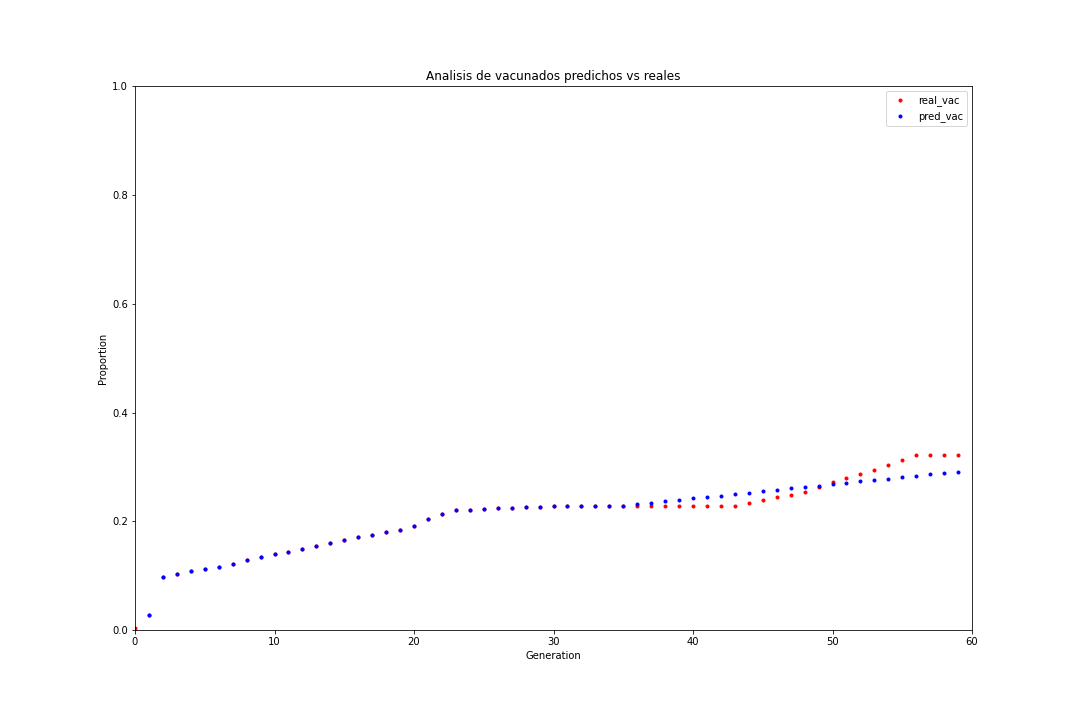 Analisis de vacunados predichos vs reales
real_vac
pred_vac
1.0
0.8
0.6
0.4
0.2
0.0
Proportion
0 10 20 30 40 50 60
Generation